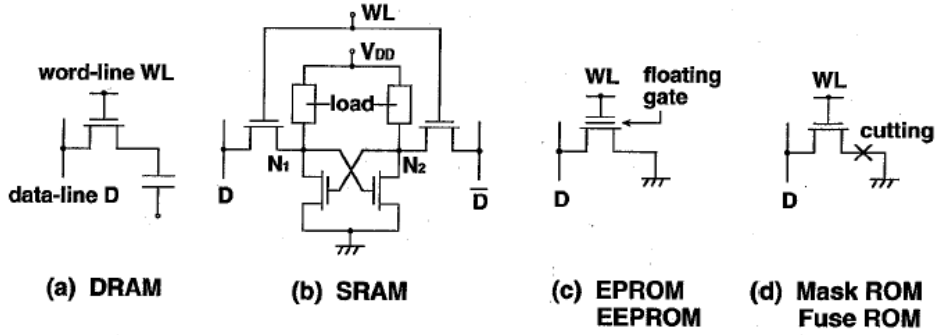 word-line WL
data-line D
(a) DRAM
WL
VDD
load
N1
N2
D
D̅
(b) SRAM
WL
floating
gate
D
(c) EPROM
EEPROM
WL
cutting
D
(d) Mask ROM
Fuse ROM